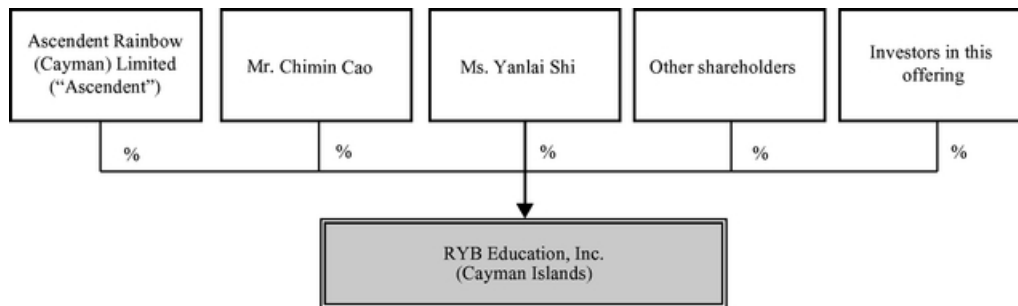 Ascendent Rainbow
(Cayman) Limited
(“Ascendent”)
Mr. Chimin Cao
Ms. Yanlai Shi
Other shareholders
Investors in this
offering
%
%
%
%
%
RYB Education, Inc.
(Cayman Islands)